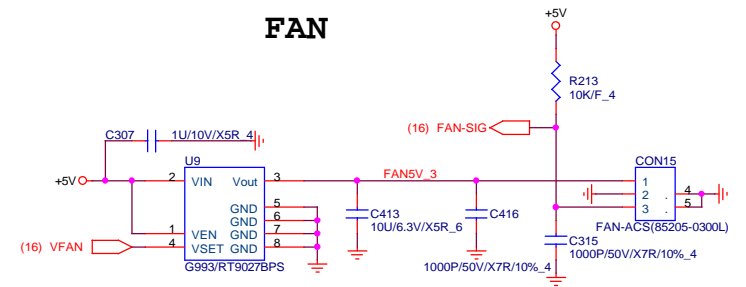 FAN
+5V
R213
10K/F_4
(16) FAN-SIG
C307
1U/10V/X5R_4
U9
CON15
+5V
2
VIN
Vout
3
FAN5V_3
1
2
3
.
.
4
5
GND
5
GND
6
GND
7
1
VEN
4
VSET
GND
8
(16) VFAN
G993/RT9027BPS
C413
10U/6.3V/X5R_6
C416
1000P/50V/X7R/10%_4
FAN-ACS(85205-0300L)
C315
1000P/50V/X7R/10%_4